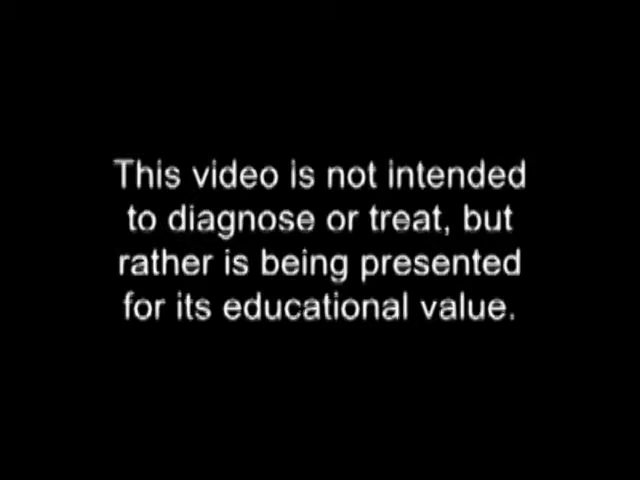 This video is not intended
to diagnose or treat, but
rather is being presented
for its educational value.